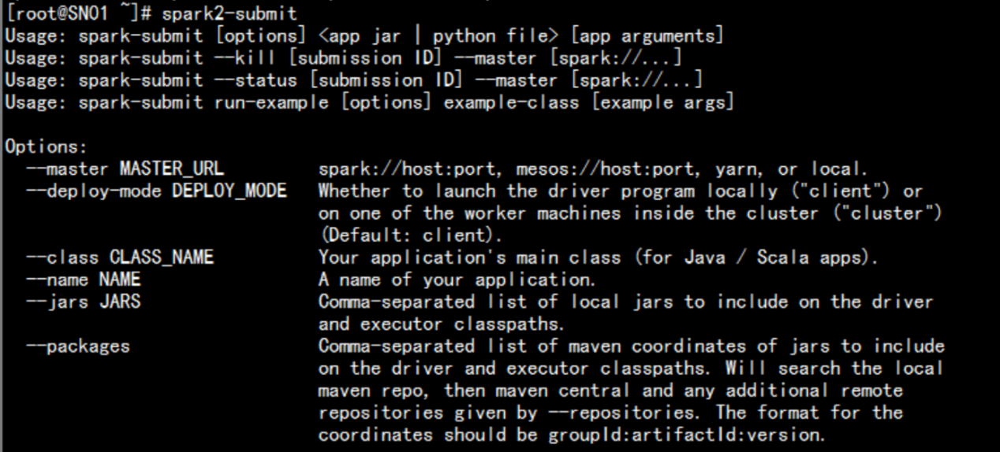 [root@SN01 ~]# spark2-submit
Usage: spark-submit [options] <app jar | python file> [app arguments]
Usage: spark-submit --kill [submission ID] --master [spark://...]
Usage: spark-submit --status [submission ID] --master [spark://...]
Usage: spark-submit run-example [options] example-class [example args]

Options:
  --master MASTER_URL         spark://host:port, mesos://host:port, yarn, or local.
  --deploy-mode DEPLOY_MODE   Whether to launch the driver program locally ("client") or
                              on one of the worker machines inside the cluster ("cluster")
                              (Default: client).
  --class CLASS_NAME          Your application's main class (for Java / Scala apps).
  --name NAME                 A name of your application.
  --jars JARS                 Comma-separated list of local jars to include on the driver
                              and executor classpaths.
  --packages                  Comma-separated list of maven coordinates of jars to include
                              on the driver and executor classpaths. Will search the local
                              maven repo, then maven central and any additional remote
                              repositories given by --repositories. The format for the
                              coordinates should be groupId:artifactId:version.